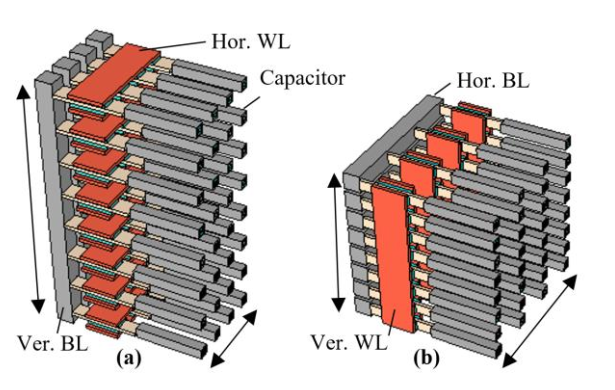 Hor. WL
Capacitor
Hor. BL
Ver. BL
Ver. WL
(a)
(b)